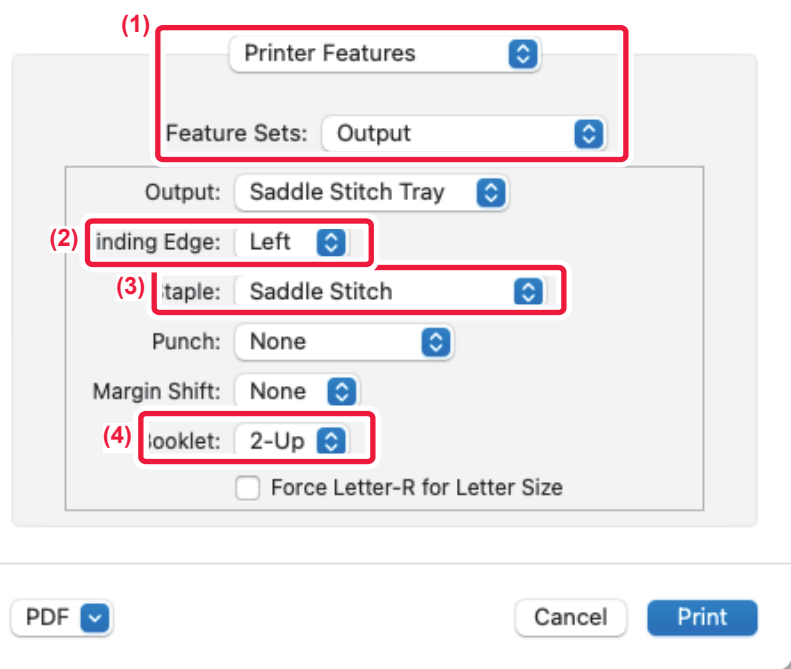 (1)
Printer Features
Feature Sets: Output
Output: Saddle Stitch Tray
(2) inding Edge: Left
(3) taple: Saddle Stitch
Punch: None
Margin Shift: None
(4) ooklet: 2-Up
Force Letter-R for Letter Size
PDF Cancel Print